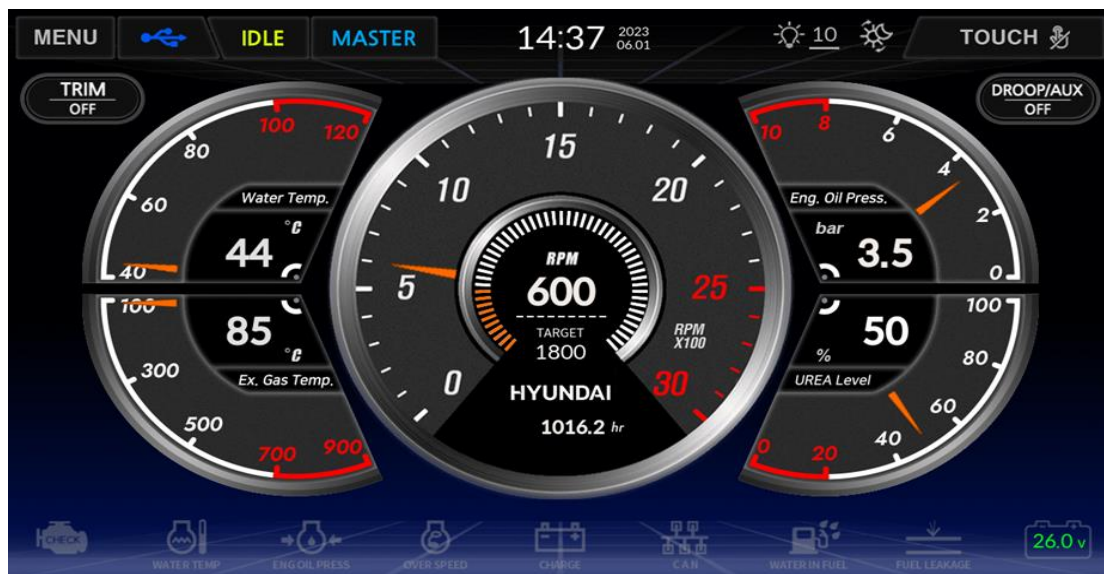 MENU
IDLE
MASTER
14:37
2023
06.01
10
TOUCH
TRIM
OFF
DROOP/AUX
OFF
100
120
80
60
40
Water Temp.
°C
44
100
300
500
700
900
85
°C
Ex. Gas Temp.
0
5
10
15
20
25
30
RPM
X100
RPM
600
TARGET
1800
HYUNDAI
1016.2 hr
10
8
6
4
2
0
Eng. Oil Press.
bar
3.5
100
80
60
40
20
0
50
%
UREA Level
CHECK
WATER TEMP
ENG OIL PRESS
OVER SPEED
CHARGE
CAN
WATER IN FUEL
FUEL LEAKAGE
26.0 v